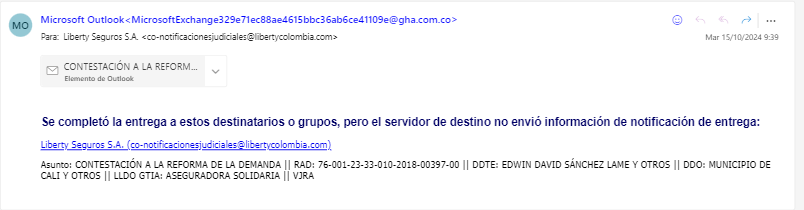 MO
Microsoft Outlook<MicrosoftExchange329e71ec88ae4615bbc36ab6ce41109e@gha.com.co>
Para: Liberty Seguros S.A. <co-notificacionesjudiciales@libertycolombia.com>
Mar 15/10/2024 9:39
CONTESTACIÓN A LA REFORM...
Elemento de Outlook
Se completó la entrega a estos destinatarios o grupos, pero el servidor de destino no envió información de notificación de entrega:
Liberty Seguros S.A. (co-notificacionesjudiciales@libertycolombia.com)
Asunto: CONTESTACIÓN A LA REFORMA DE LA DEMANDA || RAD: 76-001-23-33-010-2018-00397-00 || DDTE: EDWIN DAVID SÁNCHEZ LAME Y OTROS || DDO: MUNICIPIO DE
CALI Y OTROS || LLDO GTIA: ASEGURADORA SOLIDARIA || VJRA